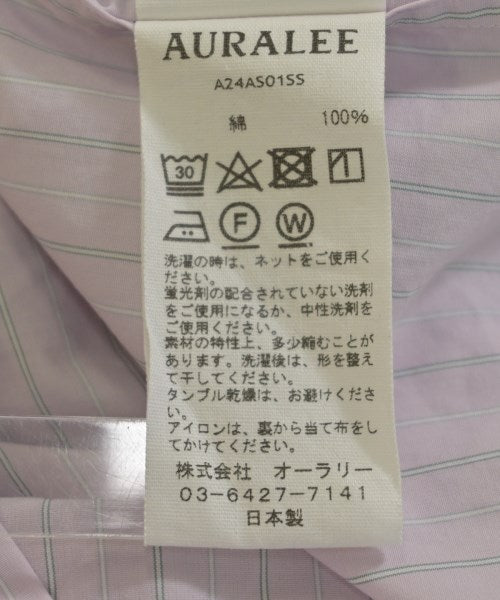 AURALEE
A24AS01SS
綿 100%
30
F W
洗濯の時は、ネットをご使用く
ださい。
蛍光剤の配合されていない洗剤
をご使用になるか、中性洗剤を
ご使用ください。
素材の特性上、多少縮むことが
あります。洗濯後は、形を整え
て干してください。
タンブル乾燥は、お避けくださ
い。
アイロンは、裏から当て布をし
てかけてください。
株式会社 オーラリー
03-6427-7141
日本製